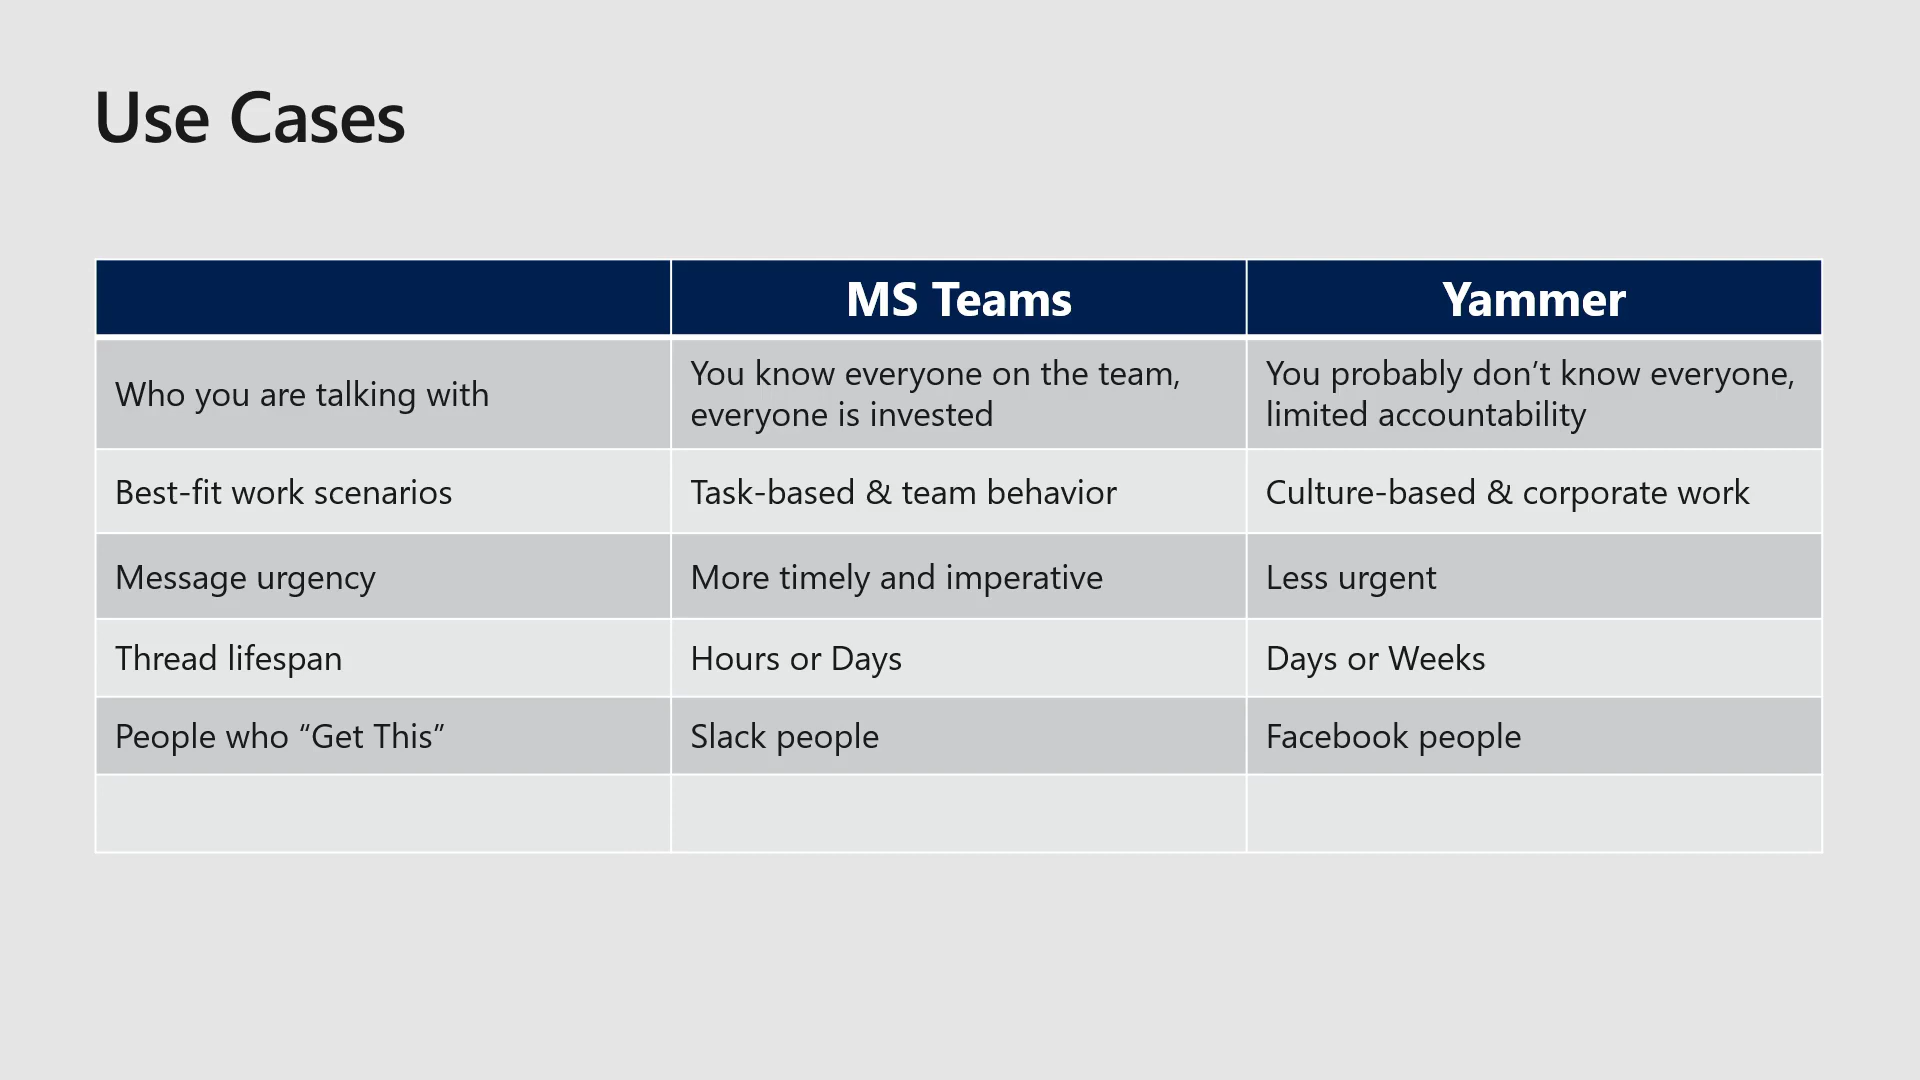 Use Cases
MS Teams
Yammer
Who you are talking with
You know everyone on the team,
everyone is invested
You probably don’t know everyone,
limited accountability
Best-fit work scenarios
Task-based & team behavior
Culture-based & corporate work
Message urgency
More timely and imperative
Less urgent
Thread lifespan
Hours or Days
Days or Weeks
People who “Get This”
Slack people
Facebook people